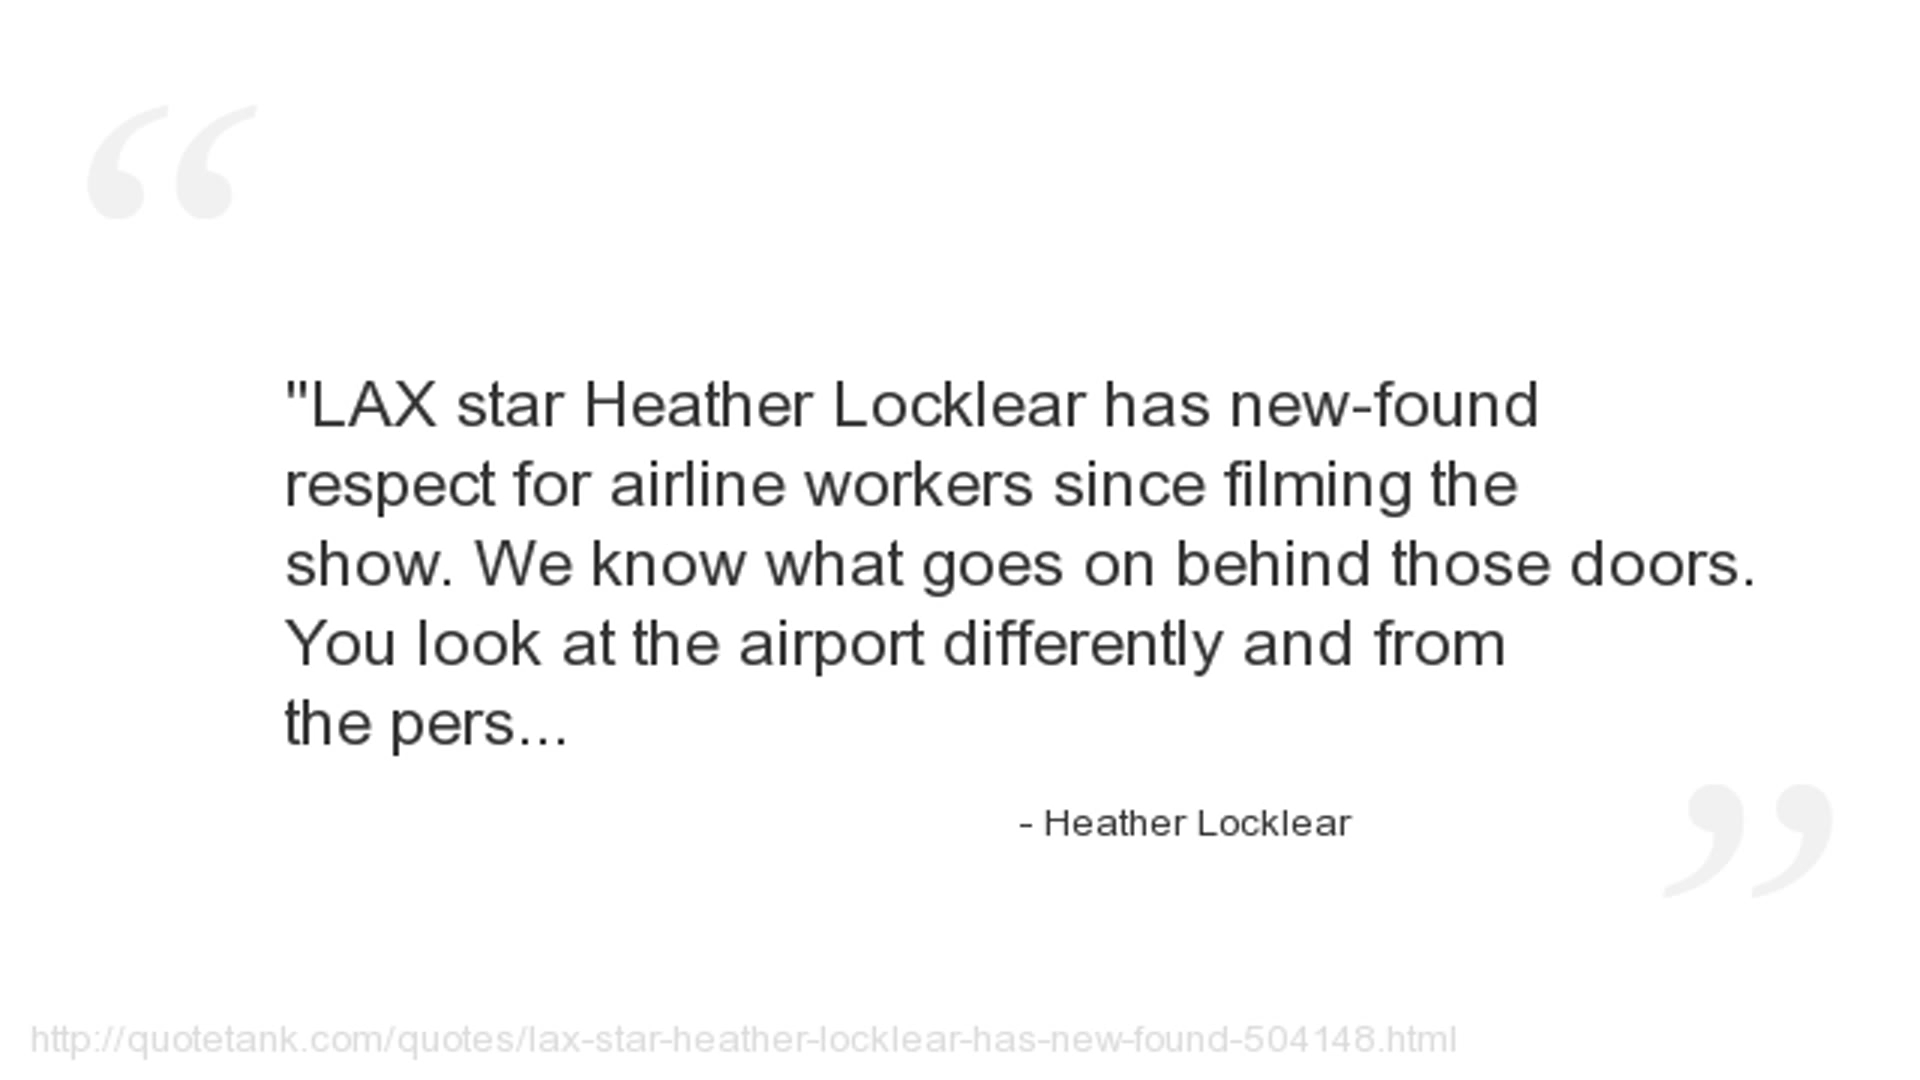 "LAX star Heather Locklear has new-found
respect for airline workers since filming the
show. We know what goes on behind those doors.
You look at the airport differently and from
the pers...
- Heather Locklear
http://quotetank.com/quotes/lax-star-heather-locklear-has-new-found-504148.html